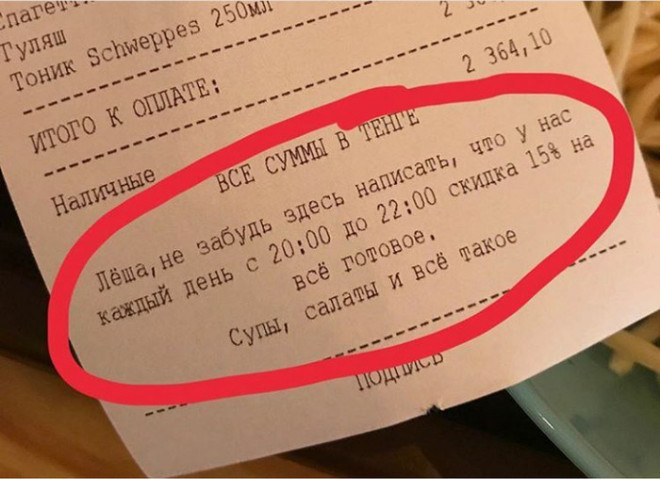 Гуляш
Тоник Schweppes 250мл
ИТОГО К ОПЛАТЕ: 2 364,10
Наличные
ВСЕ СУММЫ В ТЕНГЕ
Лёша, не забудь здесь написать, что у нас
каждый день с 20:00 до 22:00 скидка 15% на
всё готовое.
Супы, салаты и всё такое
ПОДПИСЬ